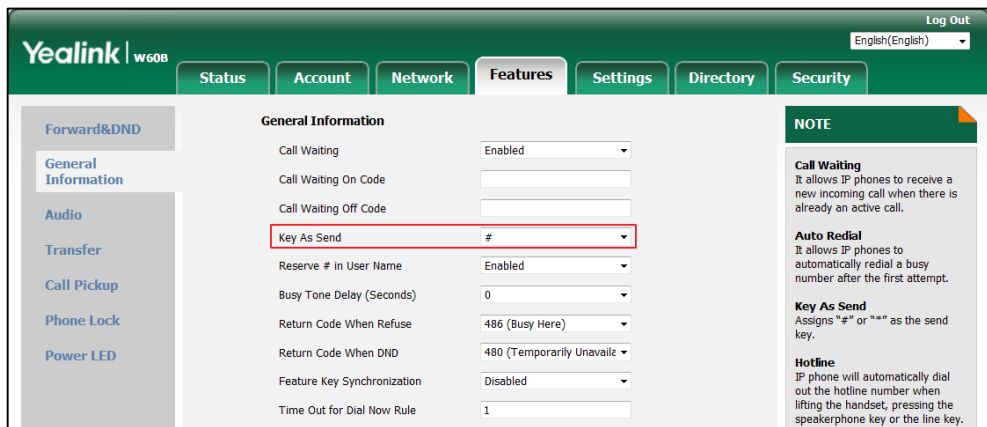 Log Out
Yealink | W60B
English(English)
Status Account Network Features Settings Directory Security
Forward&DND
General
Information
Audio
Transfer
Call Pickup
Phone Lock
Power LED
General Information
Call Waiting Enabled
Call Waiting On Code
Call Waiting Off Code
Key As Send #
Reserve # in User Name Enabled
Busy Tone Delay (Seconds) 0
Return Code When Refuse 486 (Busy Here)
Return Code When DND 480 (Temporarily Unavaila
Feature Key Synchronization Disabled
Time Out for Dial Now Rule 1
NOTE
Call Waiting
It allows IP phones to receive a
new incoming call when there is
already an active call.
Auto Redial
It allows IP phones to
automatically redial a busy
number after the first attempt.
Key As Send
Assigns "#" or "*" as the send
key.
Hotline
IP phone will automatically dial
out the hotline number when
lifting the handset, pressing the
speakerphone key or the line key.